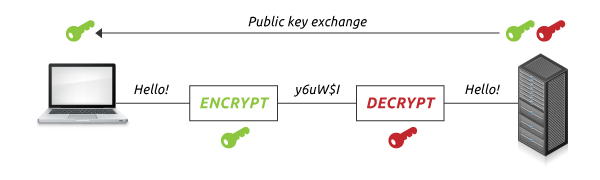 Public key exchange
Hello!
ENCRYPT
y6uW$I
DECRYPT
Hello!